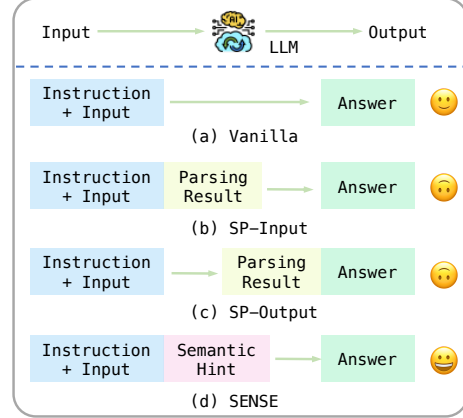 Input
AI
LLM
Output
Instruction
+ Input
Answer
(a) Vanilla
Instruction
+ Input
Parsing
Result
Answer
(b) SP-Input
Instruction
+ Input
Parsing
Result
Answer
(c) SP-Output
Instruction
+ Input
Semantic
Hint
Answer
(d) SENSE